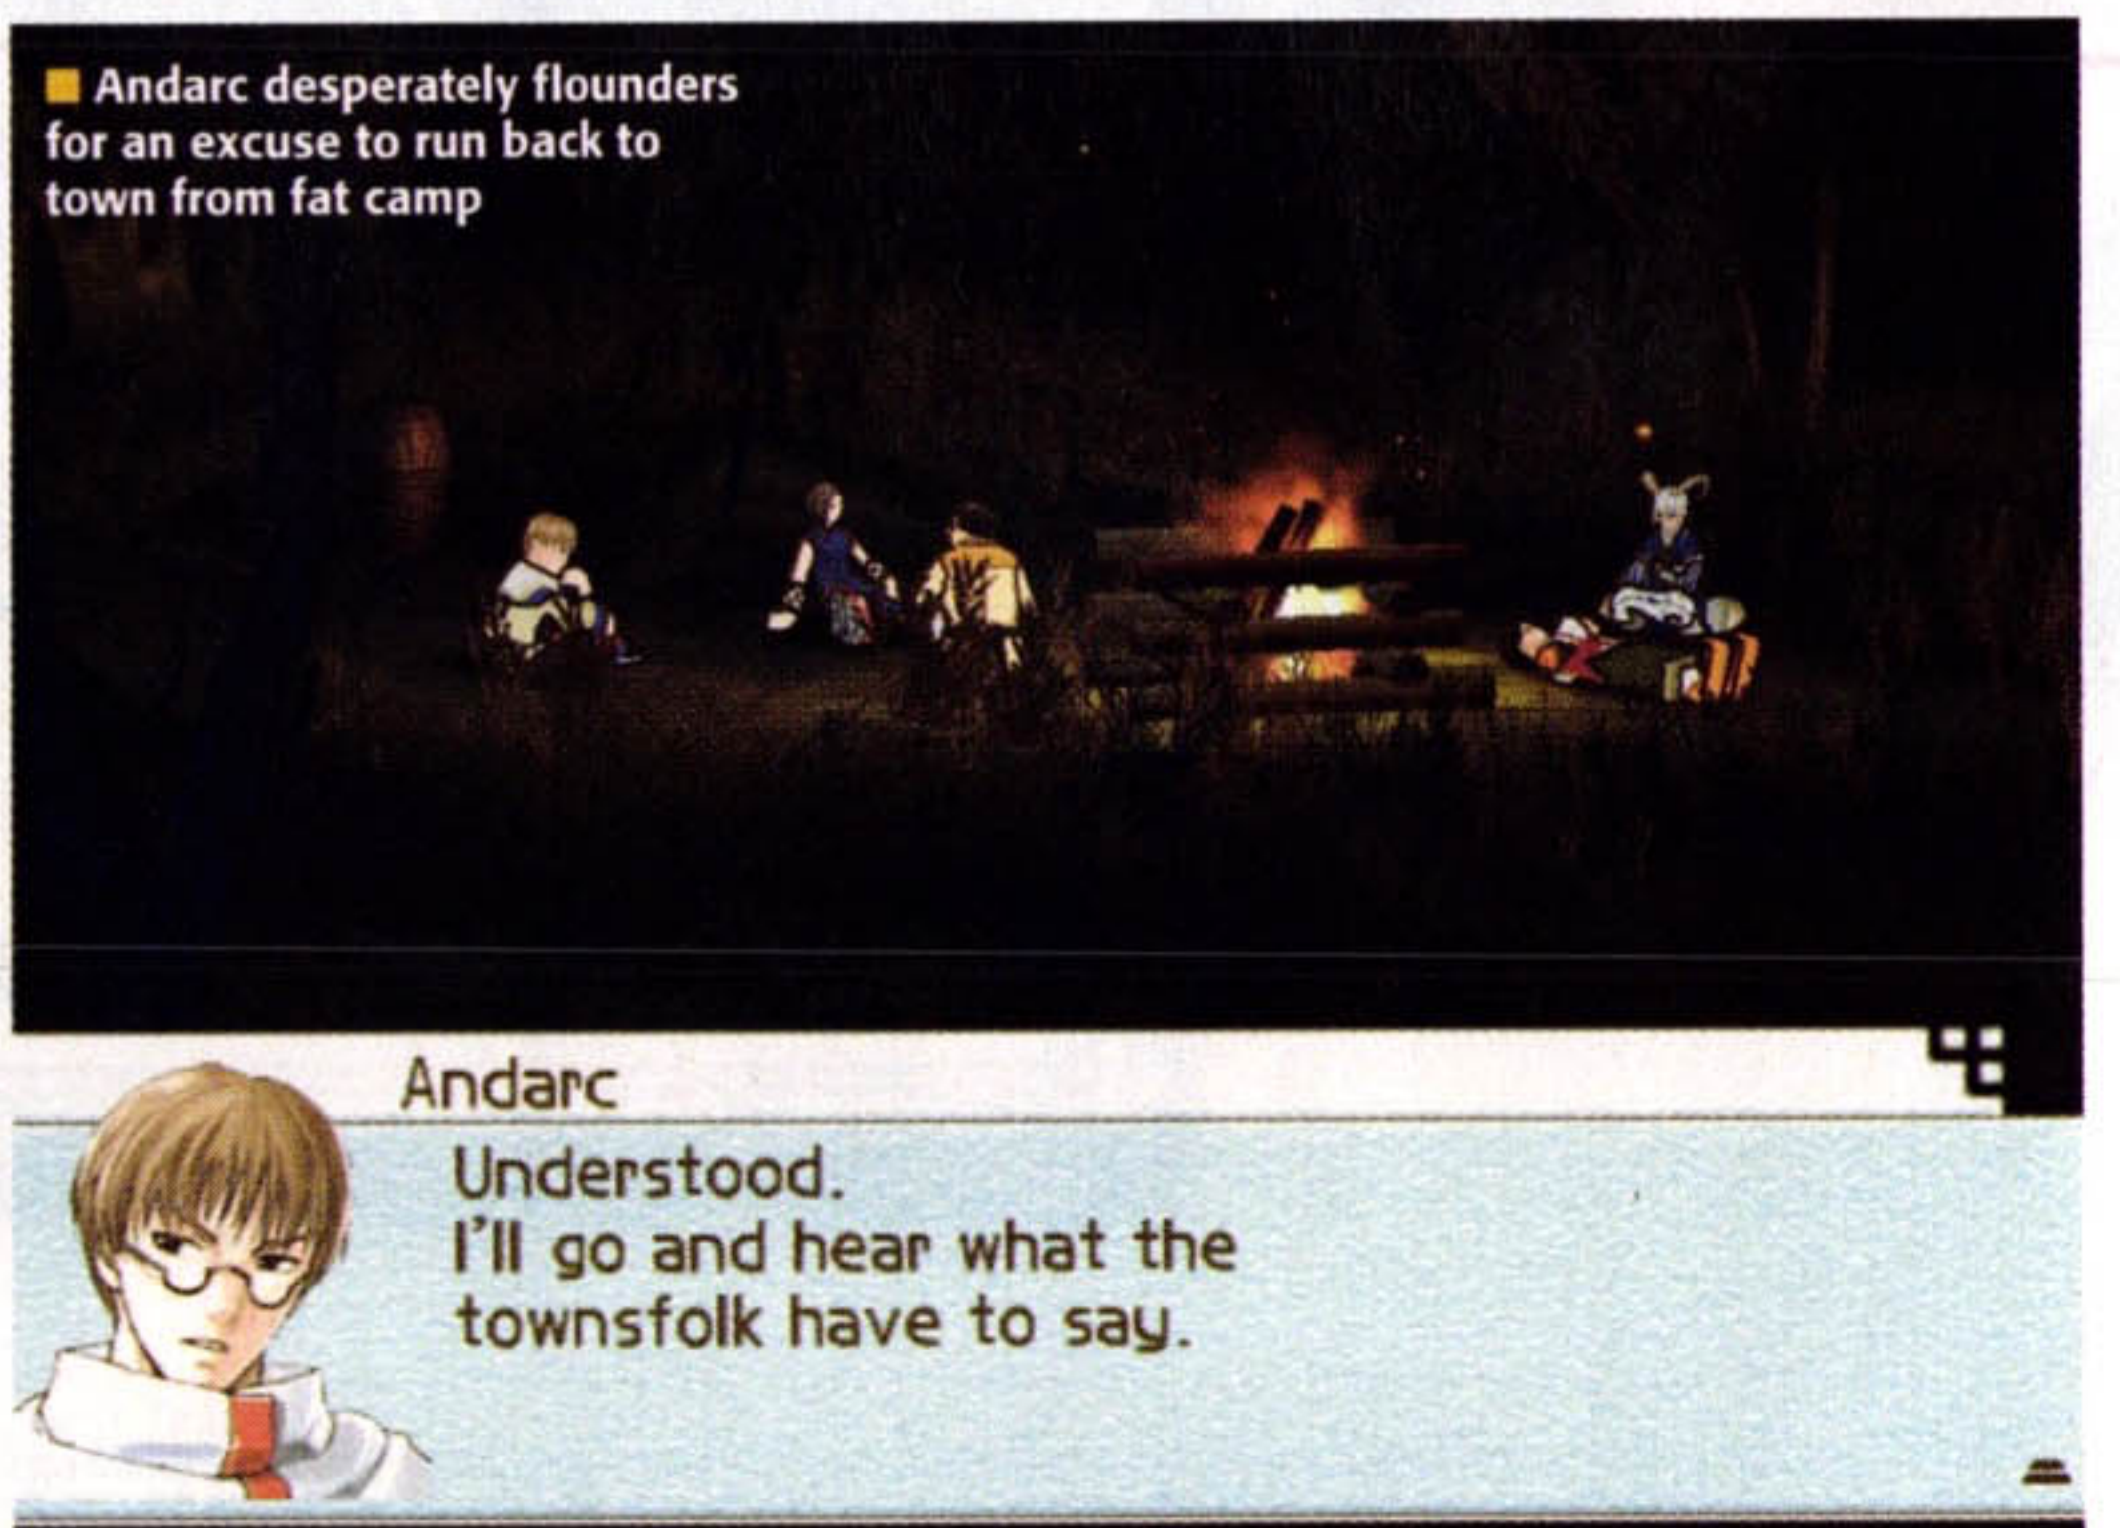 Andarc desperately flounders
for an excuse to run back to
town from fat camp
Andarc
Understood.
I'll go and hear what the
townsfolk have to say.